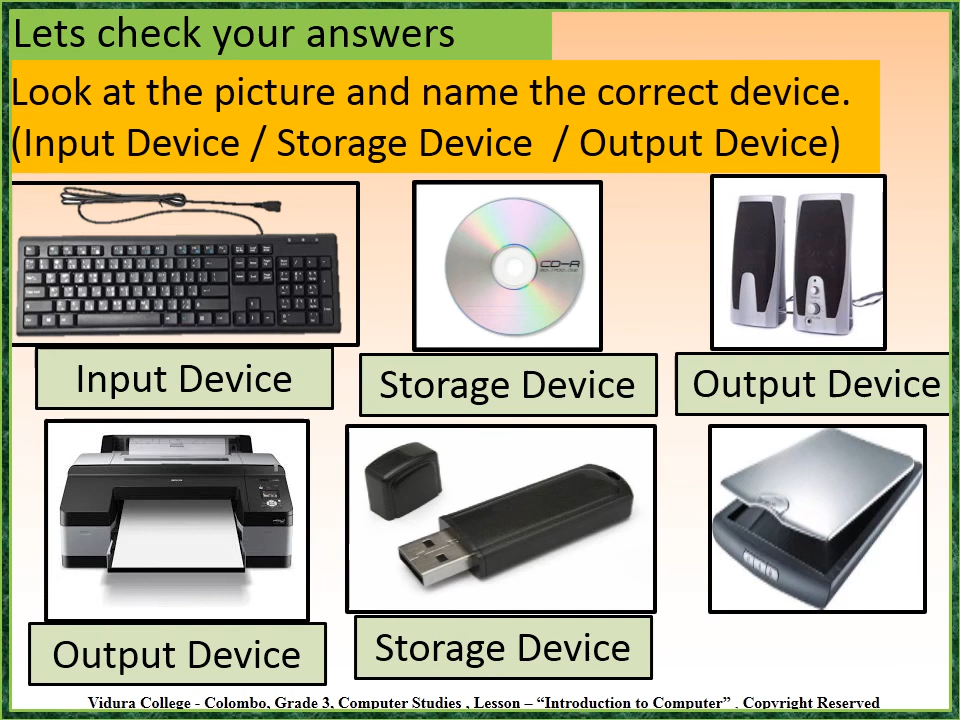 Lets check your answers
Look at the picture and name the correct device.
(Input Device / Storage Device / Output Device)
CD-R
Input Device
Storage Device
Output Device
Output Device
Storage Device
Vidura College - Colombo, Grade 3, Computer Studies , Lesson – “Introduction to Computer” . Copyright Reserved